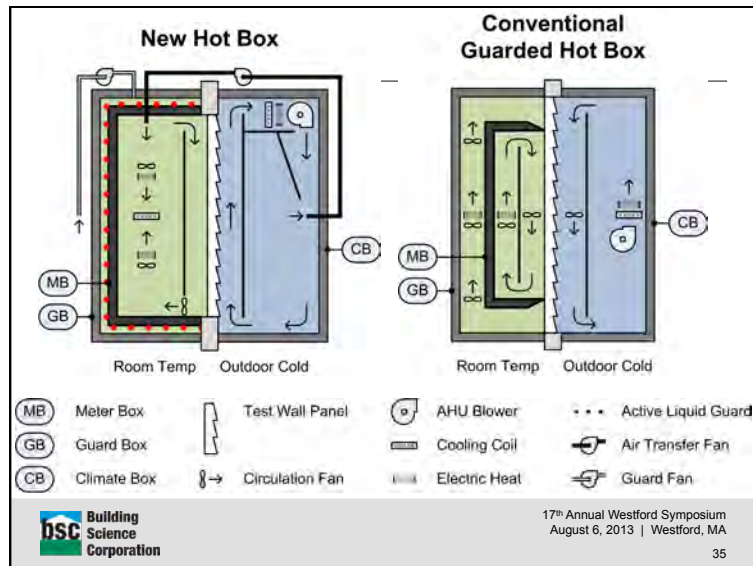 New Hot Box
Conventional
Guarded Hot Box
CB
MB
GB
Room Temp
Outdoor Cold
CB
MB
GB
Room Temp
Outdoor Cold
MB
Meter Box
Test Wall Panel
AHU Blower
Active Liquid Guard
GB
Guard Box
Cooling Coil
Air Transfer Fan
CB
Climate Box
Circulation Fan
Electric Heat
Guard Fan
bsc
Building
Science
Corporation
17th Annual Westford Symposium
August 6, 2013 | Westford, MA
35